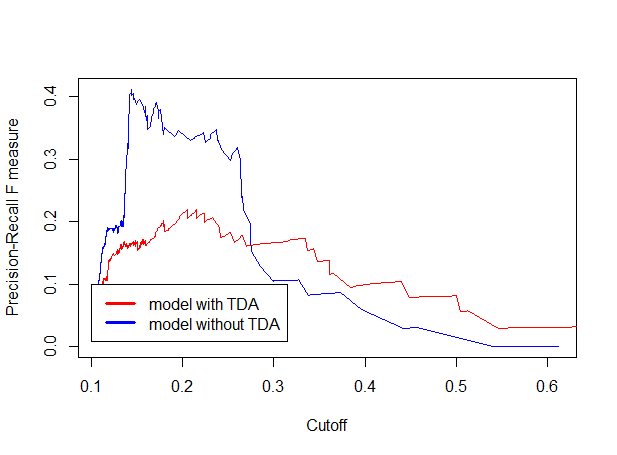 Precision-Recall F measure
0.4
0.3
0.2
0.1
0.0
model with TDA
model without TDA
0.1 0.2 0.3 0.4 0.5 0.6
Cutoff